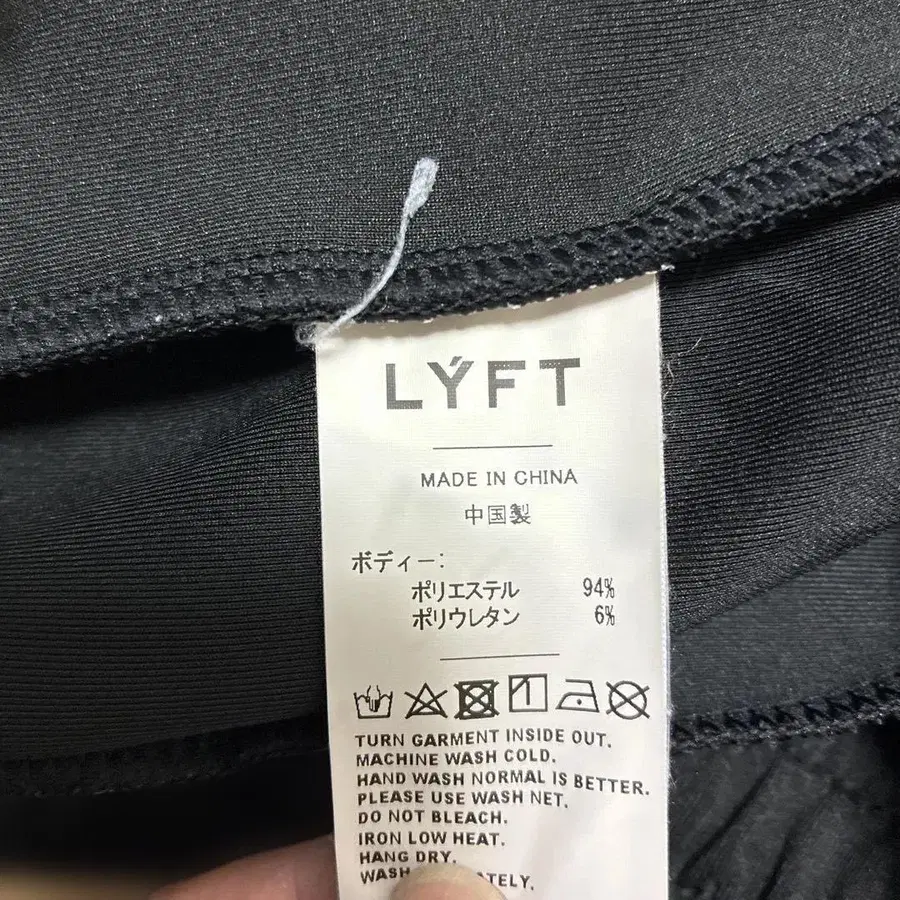 LÝFT
MADE IN CHINA
中国製
ボディー:
ポリエステル 94%
ポリウレタン 6%
TURN GARMENT INSIDE OUT.
MACHINE WASH COLD.
HAND WASH NORMAL IS BETTER.
PLEASE USE WASH NET.
DO NOT BLEACH.
IRON LOW HEAT.
HANG DRY.
WASH